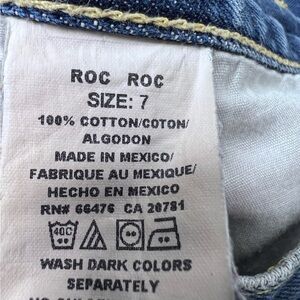 ROC ROC
SIZE: 7
100% COTTON/COTON/
ALGODON
MADE IN MEXICO/
FABRIQUE AU MEXIQUE/
HECHO EN MEXICO
RN# 66476 CA 20781
40C
WASH DARK COLORS
SEPARATELY